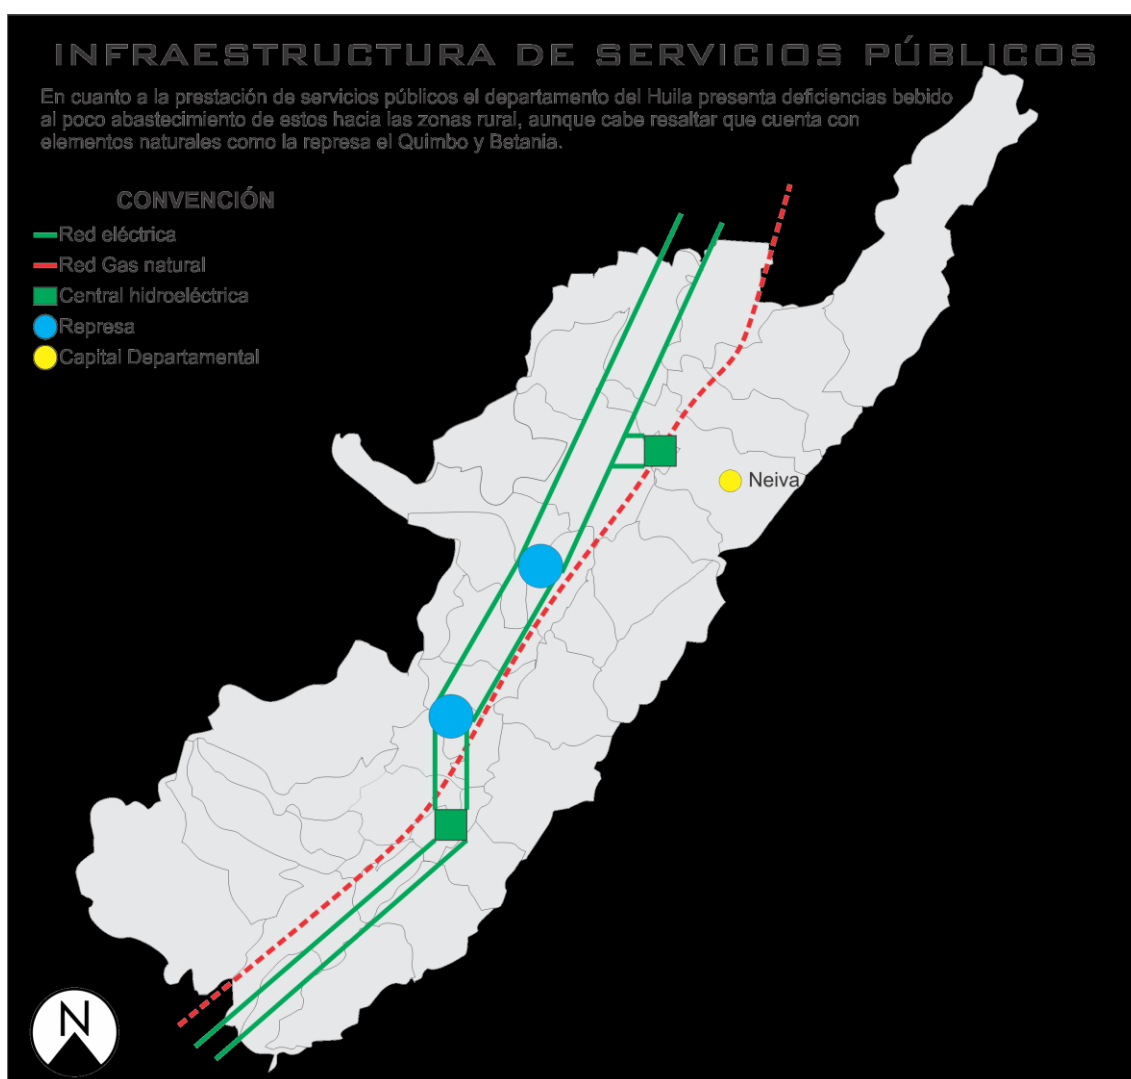 INFRAESTRUCTURA DE SERVICIOS PÚBLICOS
En cuanto a la prestación de servicios públicos el departamento del Huila presenta deficiencias bebido
al poco abastecimiento de estos hacia las zonas rural, aunque cabe resaltar que cuenta con
elementos naturales como la represa el Quimbo y Betania.
CONVENCIÓN
Red eléctrica
Red Gas natural
Central hidroeléctrica
Represa
Capital Departamental
Neiva
N